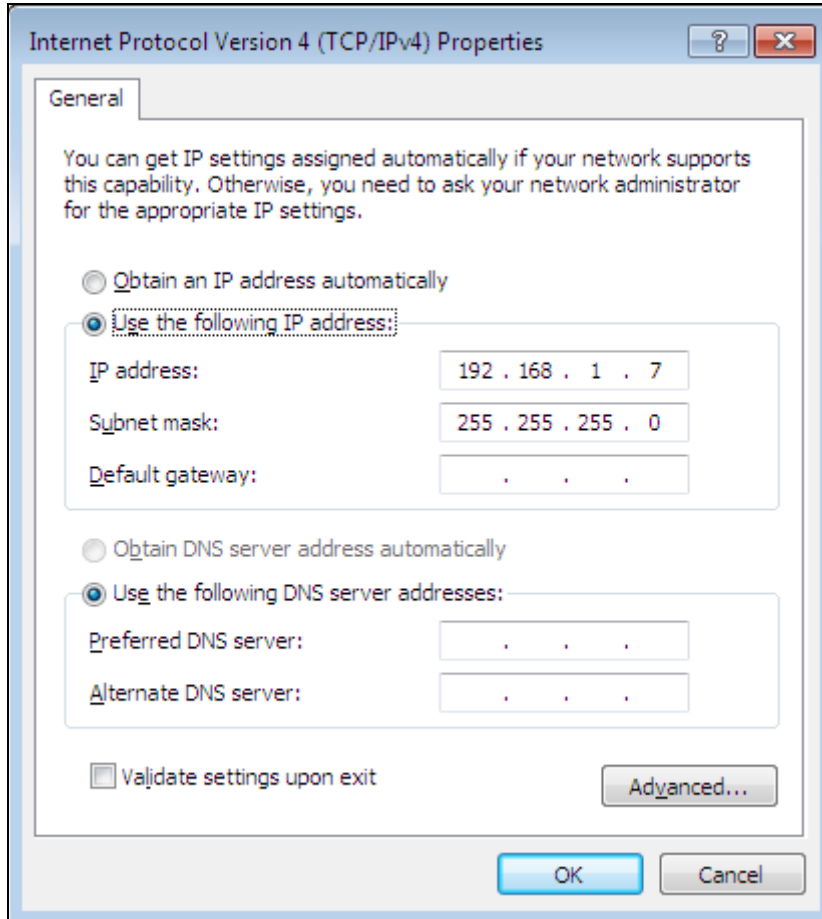 Internet Protocol Version 4 (TCP/IPv4) Properties
?
General
You can get IP settings assigned automatically if your network supports
this capability. Otherwise, you need to ask your network administrator
for the appropriate IP settings.
Obtain an IP address automatically
Use the following IP address:
IP address: 192 . 168 . 1 . 7
Subnet mask: 255 . 255 . 255 . 0
Default gateway: . . .
Obtain DNS server address automatically
Use the following DNS server addresses:
Preferred DNS server: . . .
Alternate DNS server: . . .
Validate settings upon exit
Advanced...
OK Cancel